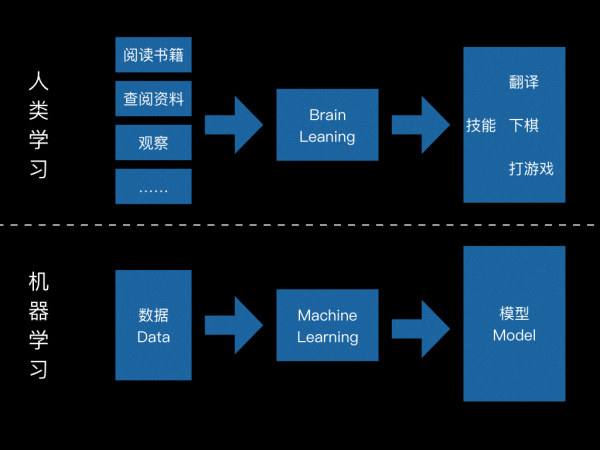 人类学习
阅读书籍
查阅资料
观察
……
Brain
Leaning
技能
翻译
下棋
打游戏
机器学习
数据
Data
Machine
Learning
模型
Model